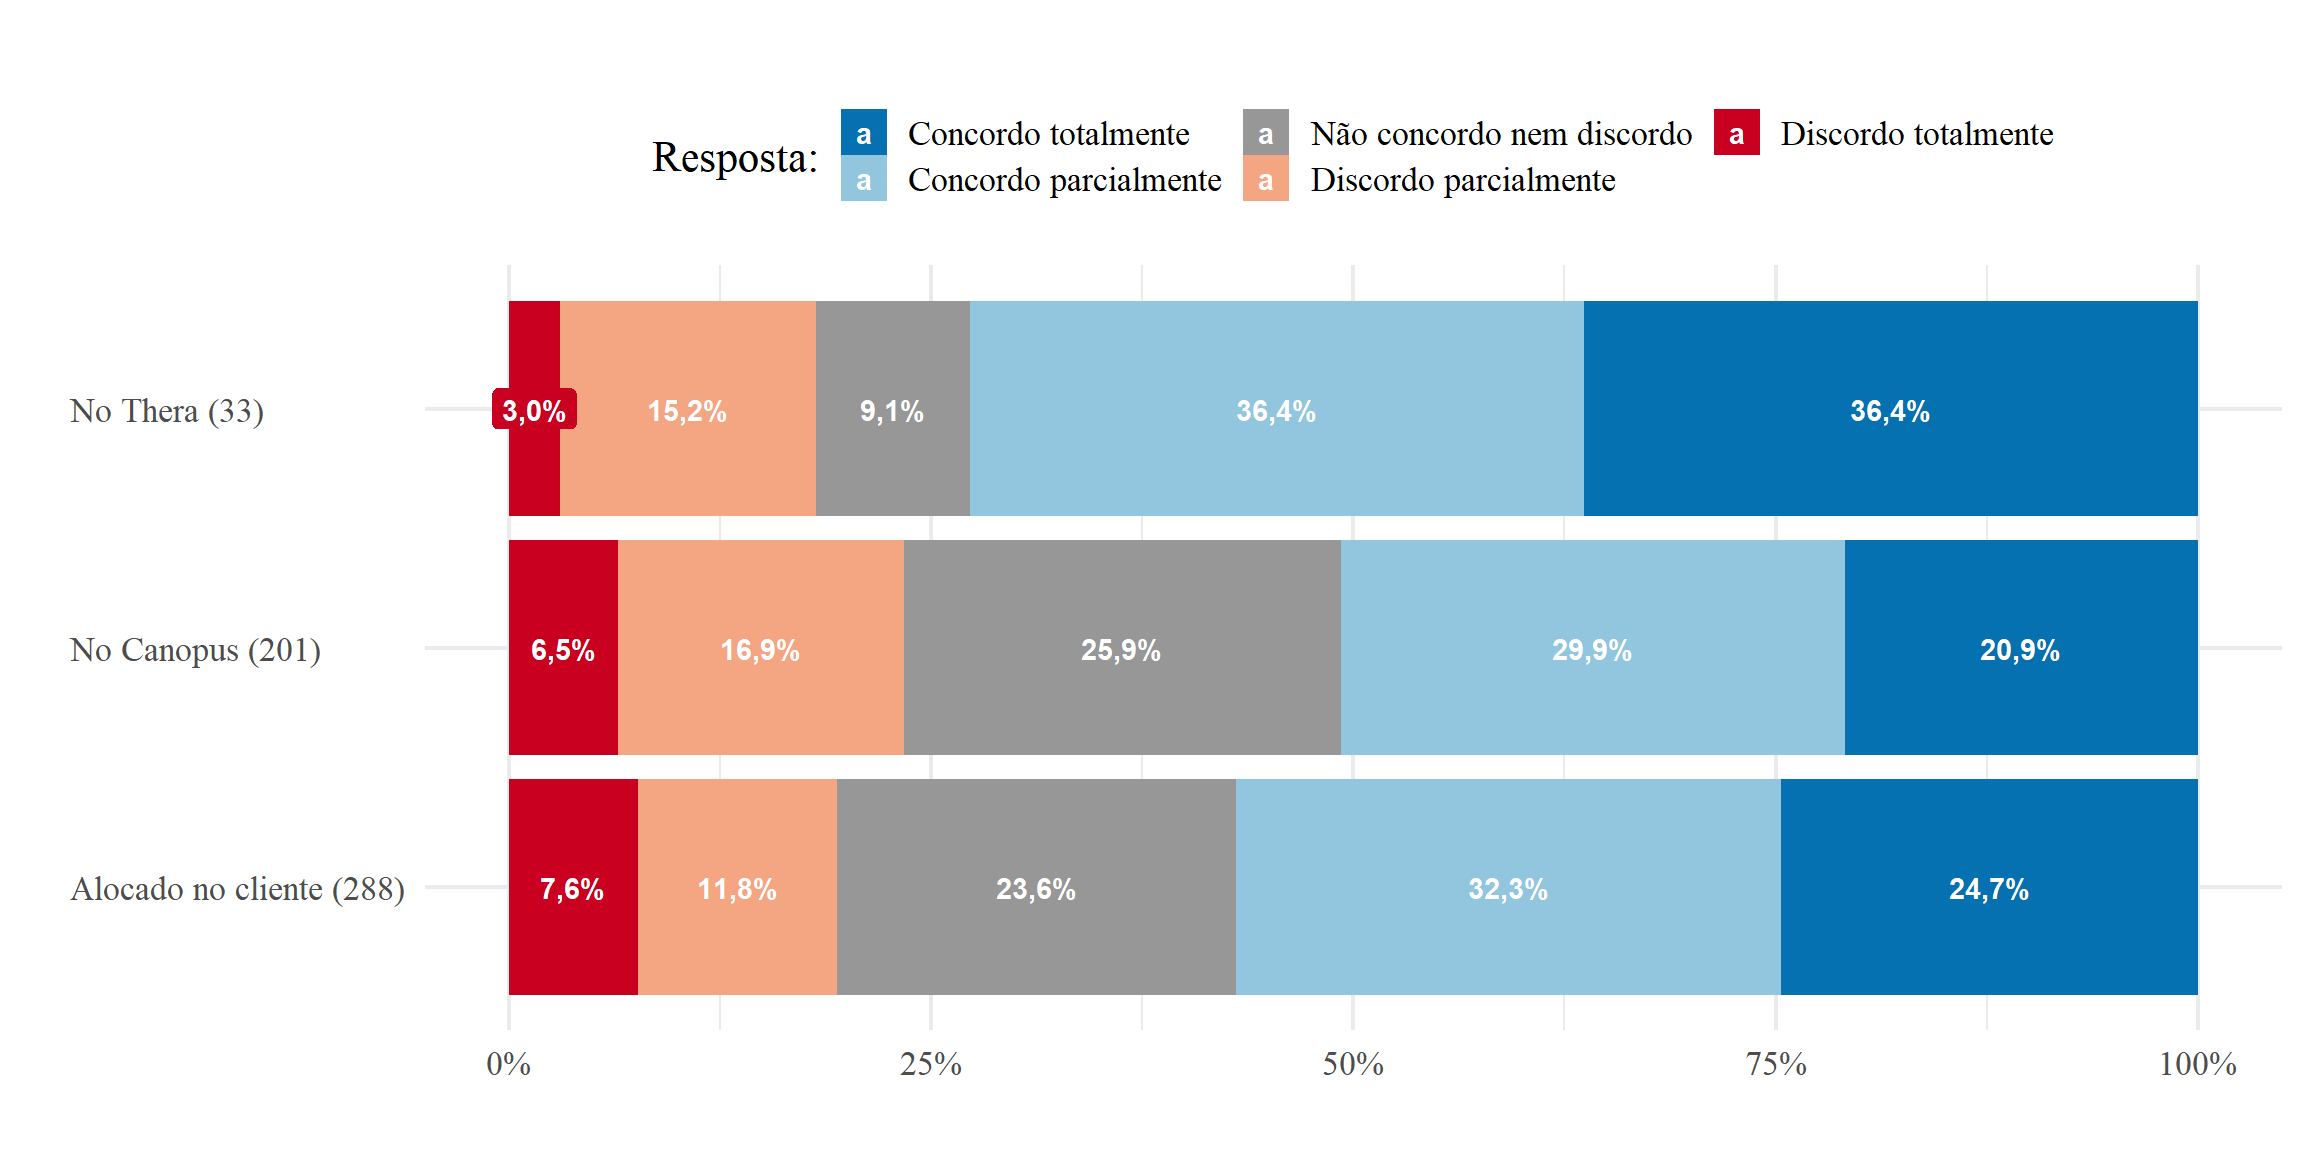 Resposta:
a Concordo totalmente a Não concordo nem discordo a Discordo totalmente
a Concordo parcialmente a Discordo parcialmente
No Thera (33) 3,0% 15,2% 9,1% 36,4% 36,4%
No Canopus (201) 6,5% 16,9% 25,9% 29,9% 20,9%
Alocado no cliente (288) 7,6% 11,8% 23,6% 32,3% 24,7%
0% 25% 50% 75% 100%